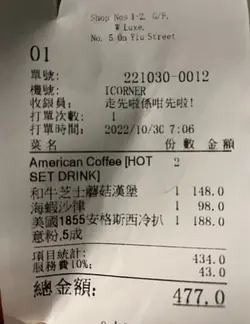 Shop Nos 1-2, G/F,
W Luxe,
No. 5 On Yiu Street
01
單號: 221030-0012
機號: ICORNER
收銀員: 走先啦係咁先啦!
打單次數: 1
打單時間: 2022/10/30 7:06
菜名 份數 金額
American Coffee [HOT 2
SET DRINK]
和牛芝士蘑菇漢堡 1 148.0
海蝦沙律 1 98.0
美國1855安格斯西冷扒 1 188.0
意粉,5成
項目統計: 434.0
服務費10%: 43.0
總金額: 477.0